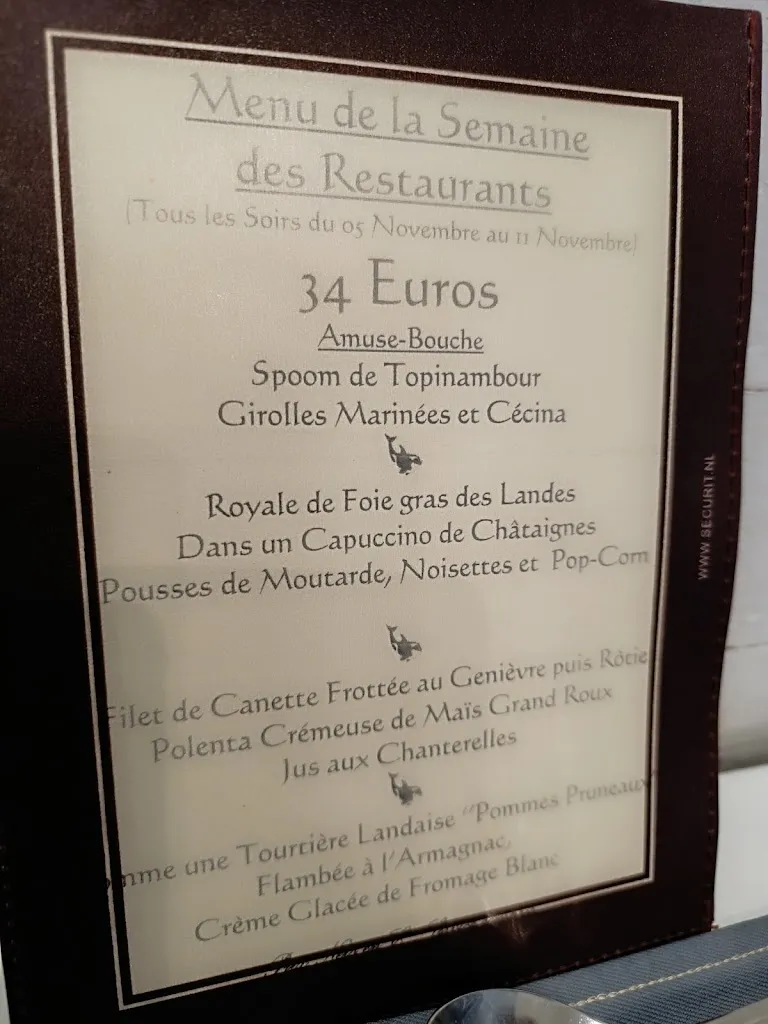 Menu de la Semaine
des Restaurants
(Tous les Soirs du 05 Novembre au 11 Novembre)
34 Euros
Amuse-Bouche
Spoom de Topinambour
Girolles Marinées et Cécina
Royale de Foie gras des Landes
Dans un Capuccino de Châtaignes
Pousses de Moutarde, Noisettes et Pop-Corn
Filet de Canette Frottée au Genièvre puis Rôtie
Polenta Crémeuse de Maïs Grand Roux
Jus aux Chanterelles
une Tourtière Landaise "Pommes Pruneaux"
Flambée à l'Armagnac,
Crème Glacée de Fromage Blanc
WWW.SECURIT.NL